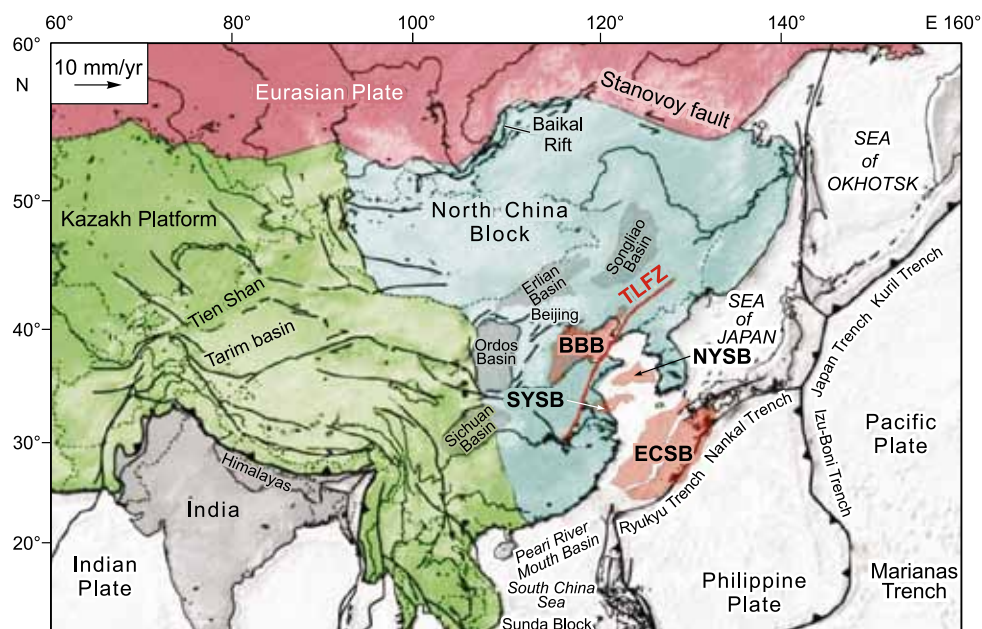 60°
80°
100°
120°
140°
E 160°
60°
N
10 mm/yr
Eurasian Plate
Stanovoy fault
Baikal
Rift
SEA
of
OKHOTSK
50°
Kazakh Platform
North China
Block
Songliao
Basin
Erlian
Basin
TLFZ
Kuril Trench
Tien Shan
Beijing
SEA
of
JAPAN
40°
Tarim basin
Ordos
Basin
BBB
NYSB
Japan Trench
SYSB
Nankai Trench
Sichuan
Basin
30°
ECSB
Izu-Boni Trench
Pacific
Plate
Himalayas
India
Ryukyu Trench
20°
Peari River
Mouth Basin
Indian
Plate
South China
Sea
Philippine
Plate
Marianas
Trench
Sunda Block